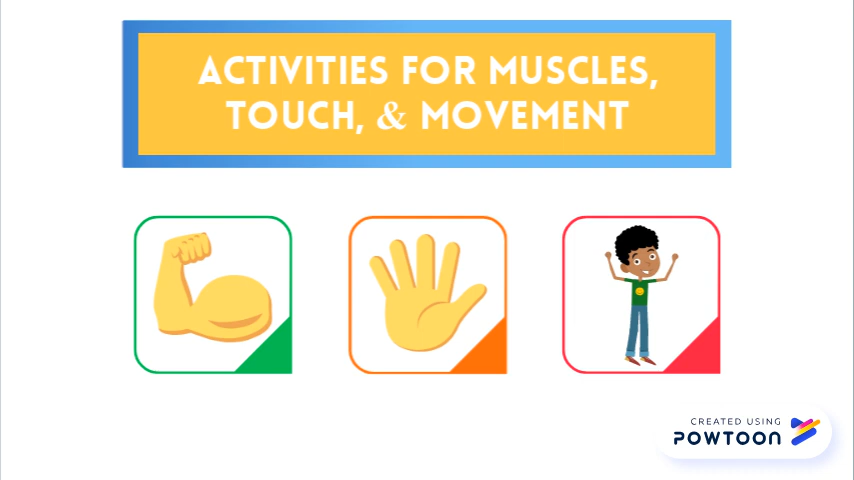 ACTIVITIES FOR MUSCLES,
TOUCH, & MOVEMENT
CREATED USING
POWTOON